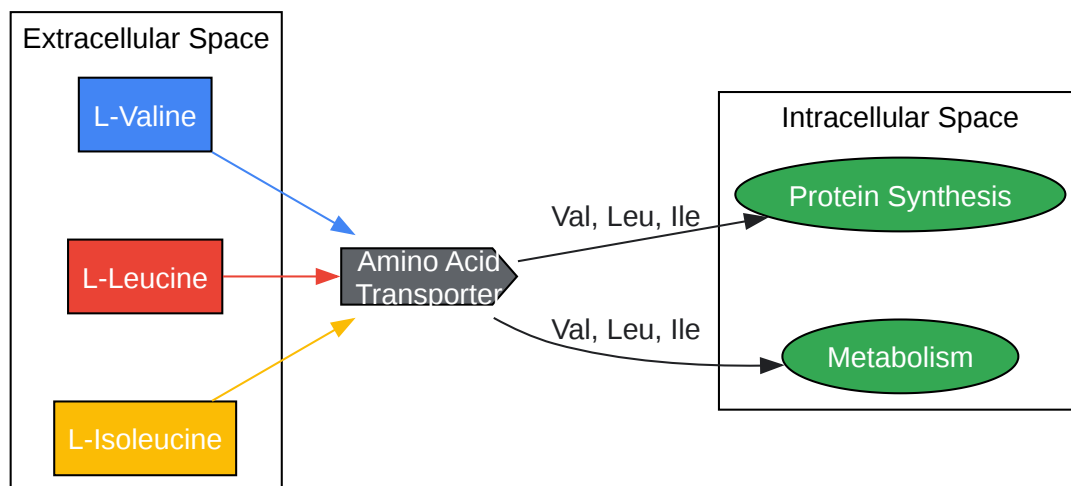 Extracellular Space
L-Valine
L-Leucine
L-Isoleucine
Amino Acid
Transporter
Val, Leu, Ile
Val, Leu, Ile
Intracellular Space
Protein Synthesis
Metabolism